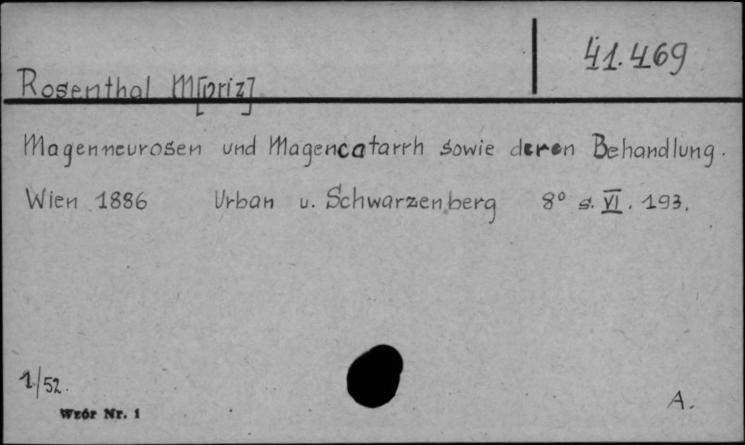 41.469
Rosenthal M[oriz]
Magenneurosen und Magencatarrh sowie deren Behandlung.
Wien 1886 Urban u. Schwarzenberg 8° s. VI. 193.
1/52.
Wzór Nr. 1
A.